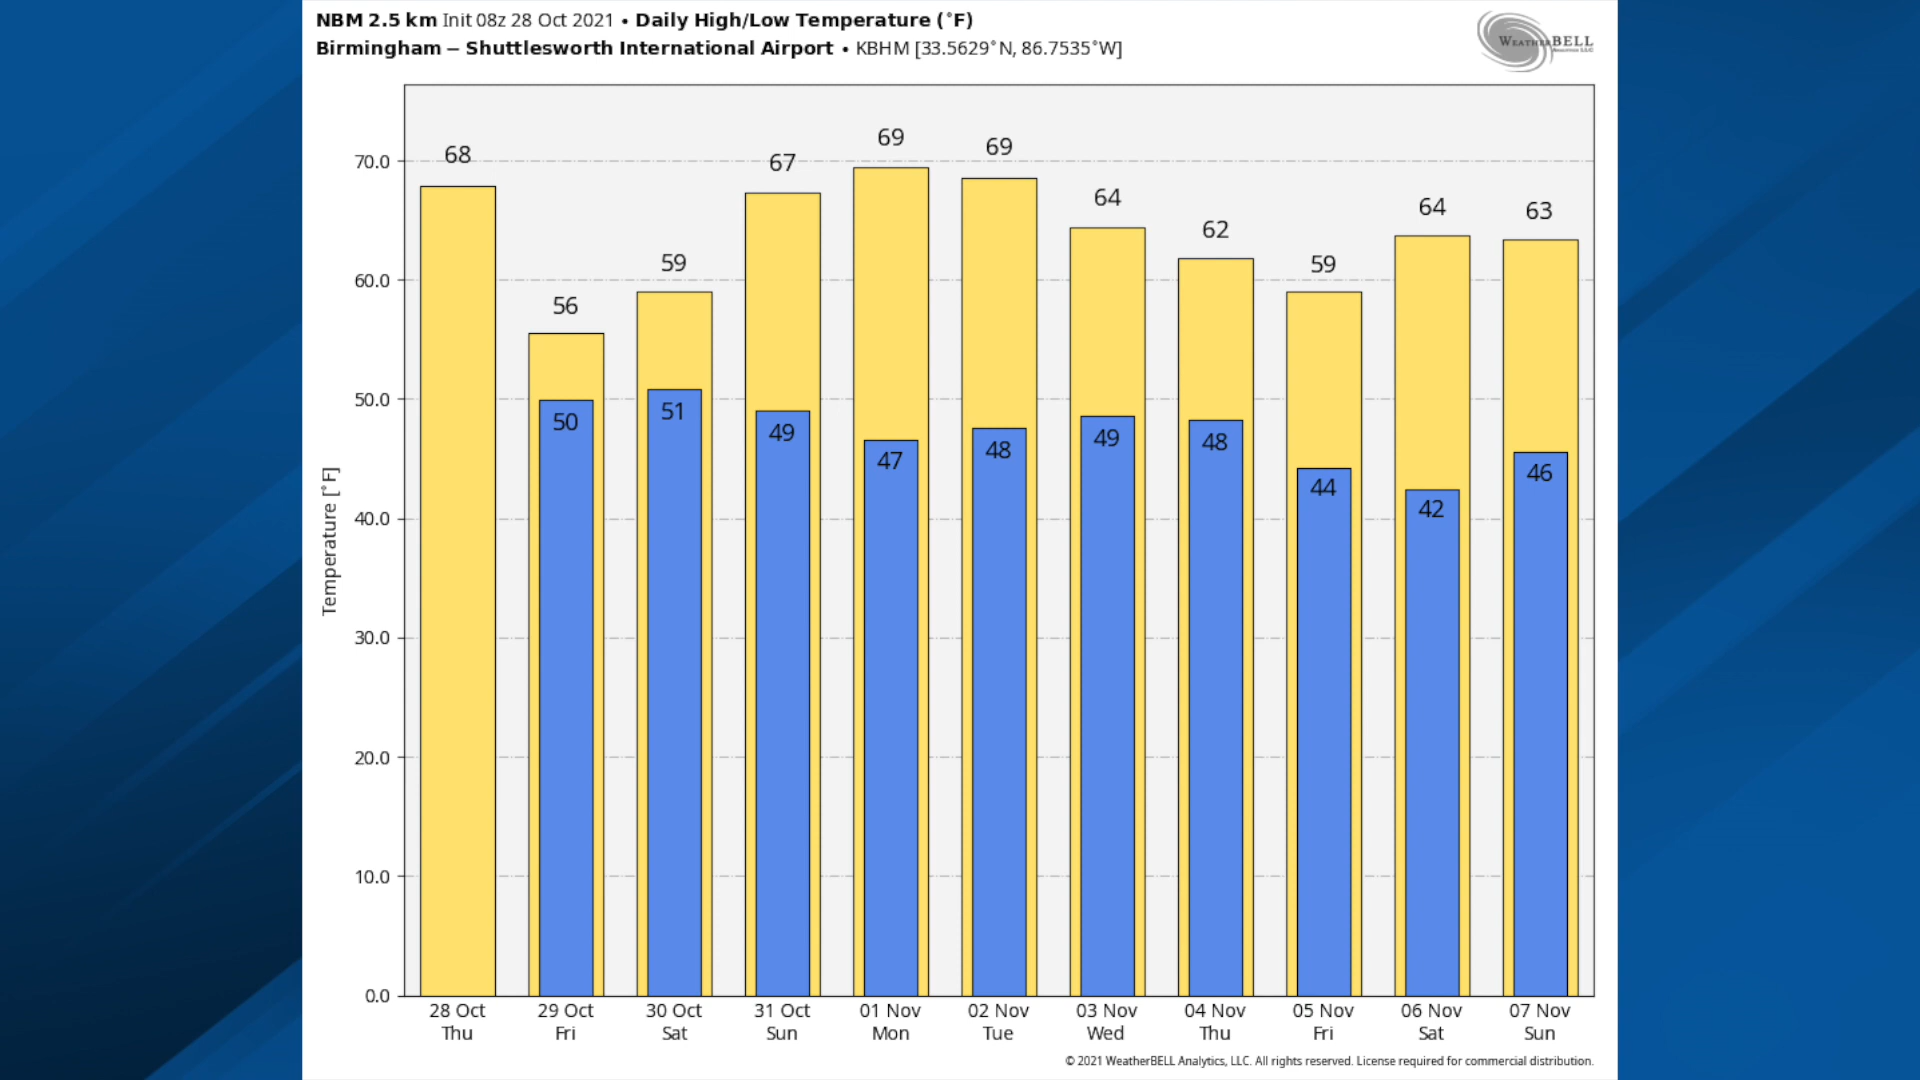 NBM 2.5 km Init 08z 28 Oct 2021 • Daily High/Low Temperature (°F)
Birmingham – Shuttlesworth International Airport • KBHM [33.5629°N, 86.7535°W]
WEATHERBELL
Temperature [°F]
70.0
60.0
50.0
40.0
30.0
20.0
10.0
0.0
68
56
59
67
69
69
64
62
59
64
63
50
51
49
47
48
49
48
44
42
46
28 Oct
Thu
29 Oct
Fri
30 Oct
Sat
31 Oct
Sun
01 Nov
Mon
02 Nov
Tue
03 Nov
Wed
04 Nov
Thu
05 Nov
Fri
06 Nov
Sat
07 Nov
Sun
© 2021 WeatherBELL Analytics, LLC. All rights reserved. License required for commercial distribution.